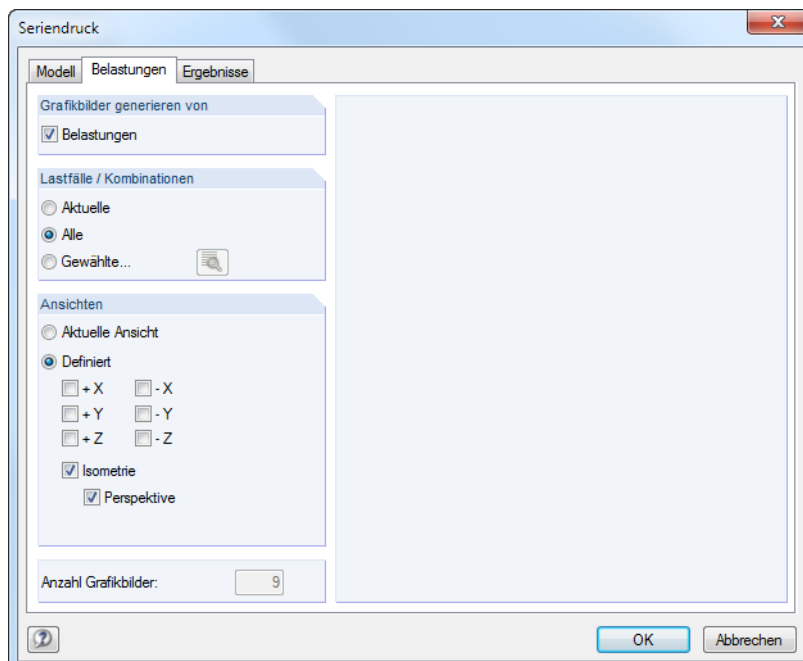 Seriendruck
Modell Belastungen Ergebnisse
Grafikbilder generieren von
Belastungen
Lastfälle / Kombinationen
Aktuelle
Alle
Gewählte...
Ansichten
Aktuelle Ansicht
Definiert
+ X - X
+ Y - Y
+ Z - Z
Isometrie
Perspektive
Anzahl Grafikbilder: 9
OK Abbrechen